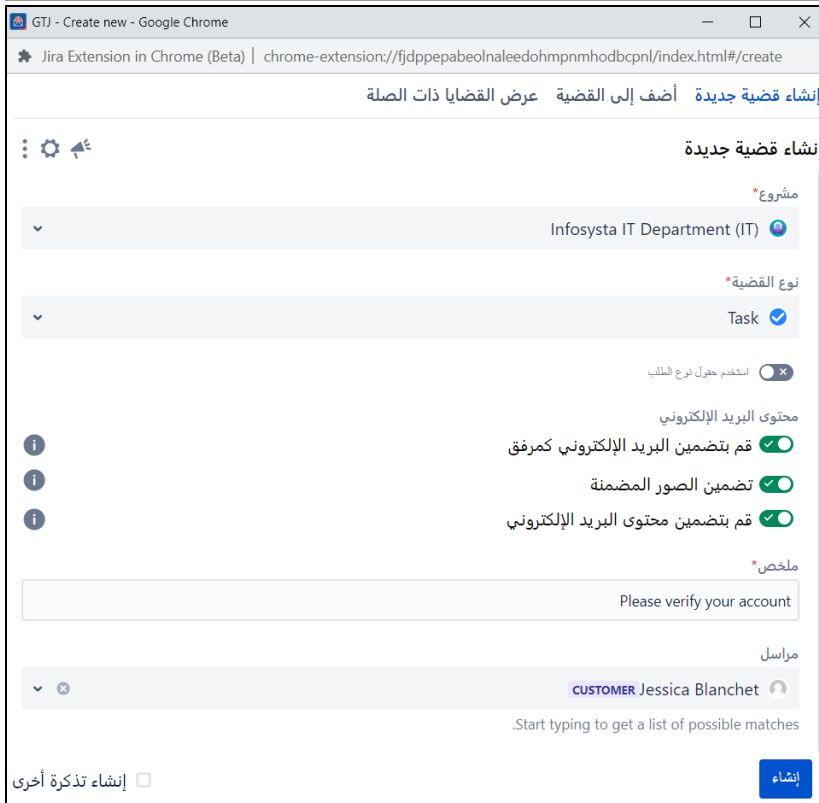 GTJ - Create new - Google Chrome
Jira Extension in Chrome (Beta) | chrome-extension://fjdppepabeolnaleedohmpnmhodbcpnl/index.html#/create
إنشاء قضية جديدة أضف إلى القضية عرض القضايا ذات الصلة
إنشاء قضية جديدة
مشروع*
Infosysta IT Department (IT)
نوع القضية*
Task
استخدم حقول نوع الطلب
محتوى البريد الإلكتروني
قم بتضمين البريد الإلكتروني كمرفق
تضمين الصور المضمنة
قم بتضمين محتوى البريد الإلكتروني
ملخص*
Please verify your account
مراسل
CUSTOMER Jessica Blanchet
.Start typing to get a list of possible matches
إنشاء
إنشاء تذكرة أخرى